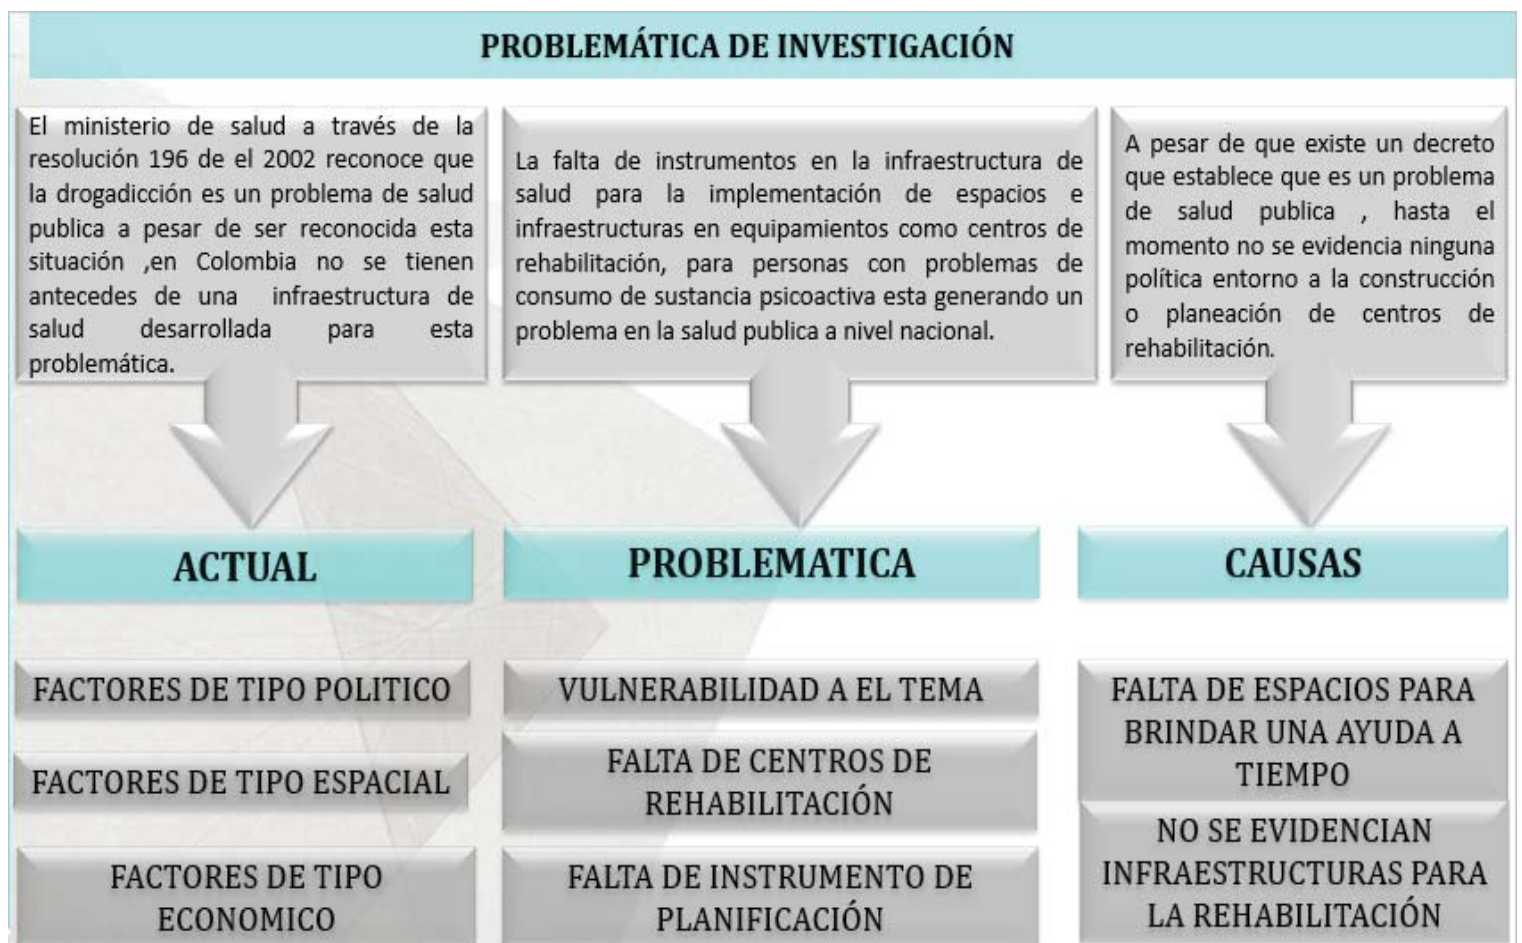 PROBLEMÁTICA DE INVESTIGACIÓN
El ministerio de salud a través de la
resolución 196 de el 2002 reconoce que
la drogadicción es un problema de salud
publica a pesar de ser reconocida esta
situación ,en Colombia no se tienen
antecedes de una infraestructura de
salud desarrollada para esta
problemática.
La falta de instrumentos en la infraestructura de
salud para la implementación de espacios e
infraestructuras en equipamientos como centros de
rehabilitación, para personas con problemas de
consumo de sustancia psicoactiva esta generando un
problema en la salud publica a nivel nacional.
A pesar de que existe un decreto
que establece que es un problema
de salud publica , hasta el
momento no se evidencia ninguna
política entorno a la construcción
o planeación de centros de
rehabilitación.
ACTUAL
PROBLEMATICA
CAUSAS
FACTORES DE TIPO POLITICO
FACTORES DE TIPO ESPACIAL
FACTORES DE TIPO
ECONOMICO
VULNERABILIDAD A EL TEMA
FALTA DE CENTROS DE
REHABILITACIÓN
FALTA DE INSTRUMENTO DE
PLANIFICACIÓN
FALTA DE ESPACIOS PARA
BRINDAR UNA AYUDA A
TIEMPO
NO SE EVIDENCIAN
INFRAESTRUCTURAS PARA
LA REHABILITACIÓN